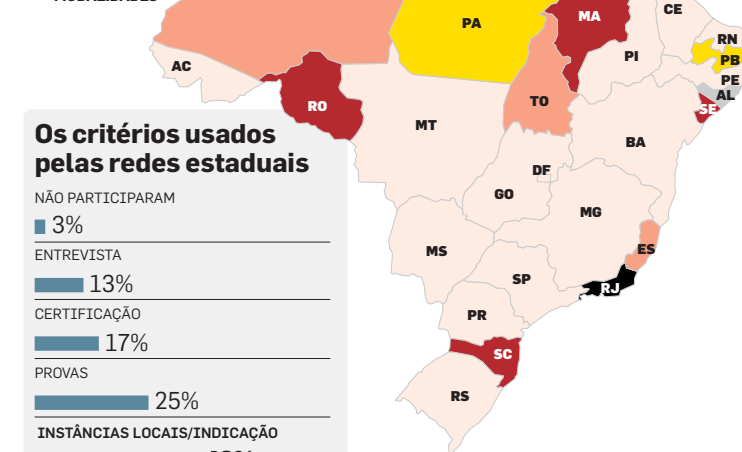 PA
MA
CE
RN
PB
PE
AL
SE
PI
AC
RO
TO
MT
BA
DF
GO
MG
MS
ES
SP
RJ
PR
SC
RS
Os critérios usados
pelas redes estaduais
NÃO PARTICIPARAM
3%
ENTREVISTA
13%
CERTIFICAÇÃO
17%
PROVAS
25%
INSTÂNCIAS LOCAIS/INDICAÇÃO